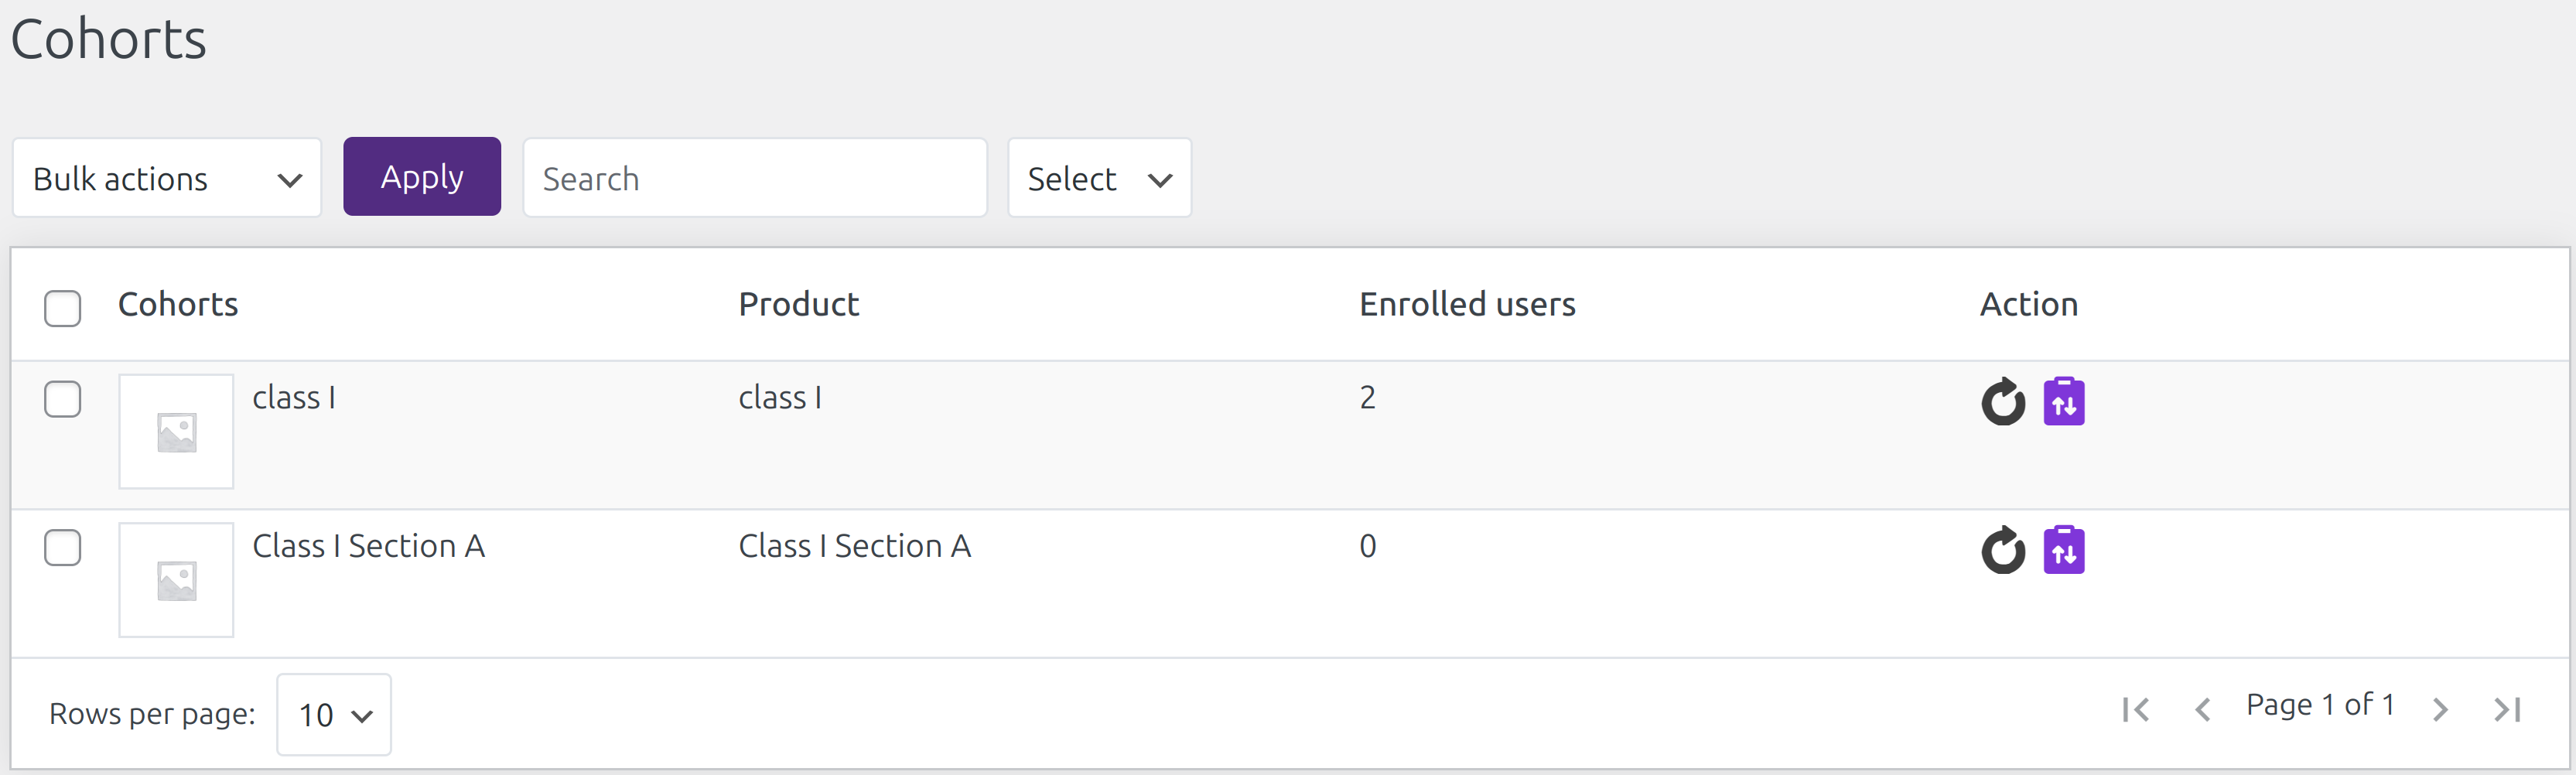 Cohorts
Bulk actions Apply Search Select
Cohorts Product Enrolled users Action
class I class I 2
Class I Section A Class I Section A 0
Rows per page: 10 Page 1 of 1